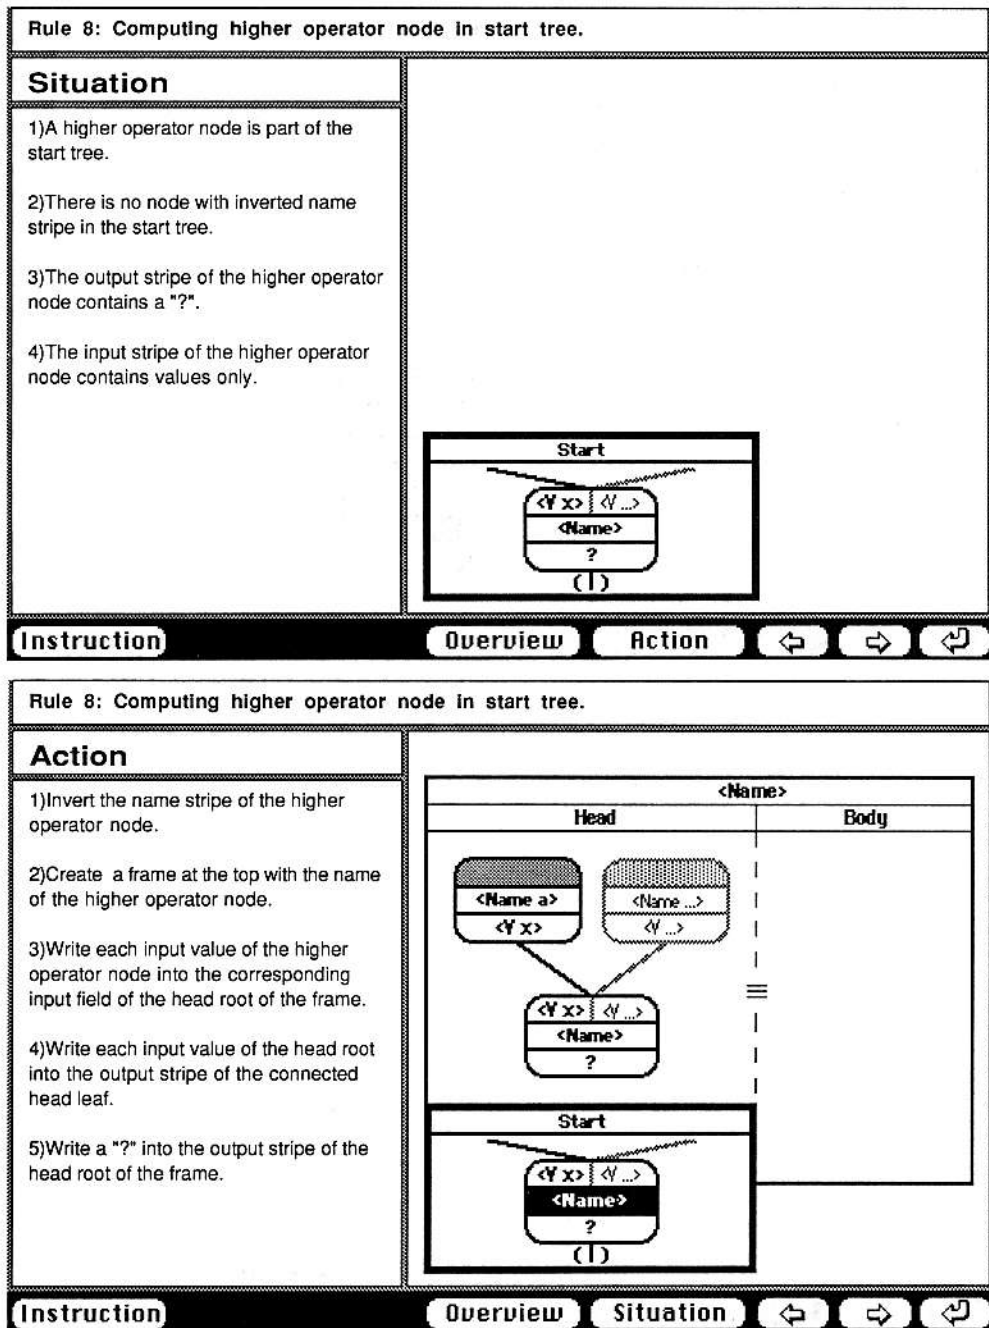 Rule 8: Computing higher operator node in start tree.
Situation
1)A higher operator node is part of the
start tree.
2)There is no node with inverted name
stripe in the start tree.
3)The output stripe of the higher operator
node contains a "?".
4)The input stripe of the higher operator
node contains values only.
Start
<V x> <V ...>
<Name>
?
(|)
Instruction Overview Action
Rule 8: Computing higher operator node in start tree.
Action
1)Invert the name stripe of the higher
operator node.
2)Create a frame at the top with the name
of the higher operator node.
3)Write each input value of the higher
operator node into the corresponding
input field of the head root of the frame.
4)Write each input value of the head root
into the output stripe of the connected
head leaf.
5)Write a "?" into the output stripe of the
head root of the frame.
<Name>
Head Body
<Name a> <Name ...>
<V x> <V ...>
<V x> <V ...>
<Name>
?
Start
<V x> <V ...>
<Name>
?
(|)
Instruction Overview Situation